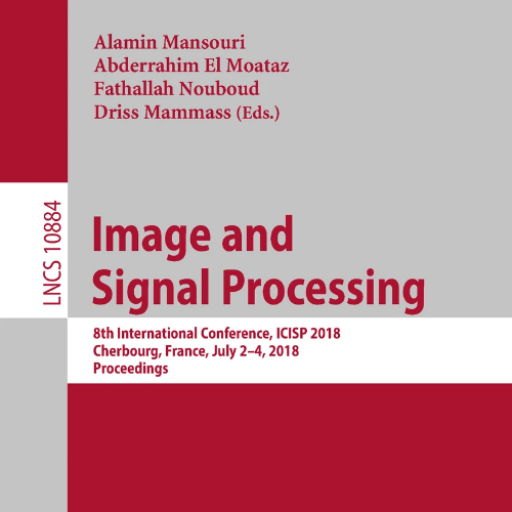 Alamin Mansouri
Abderrahim El Moataz
Fathallah Nouboud
Driss Mammass (Eds.)
LNCS 10884
Image and
Signal Processing
8th International Conference, ICISP 2018
Cherbourg, France, July 2–4, 2018
Proceedings